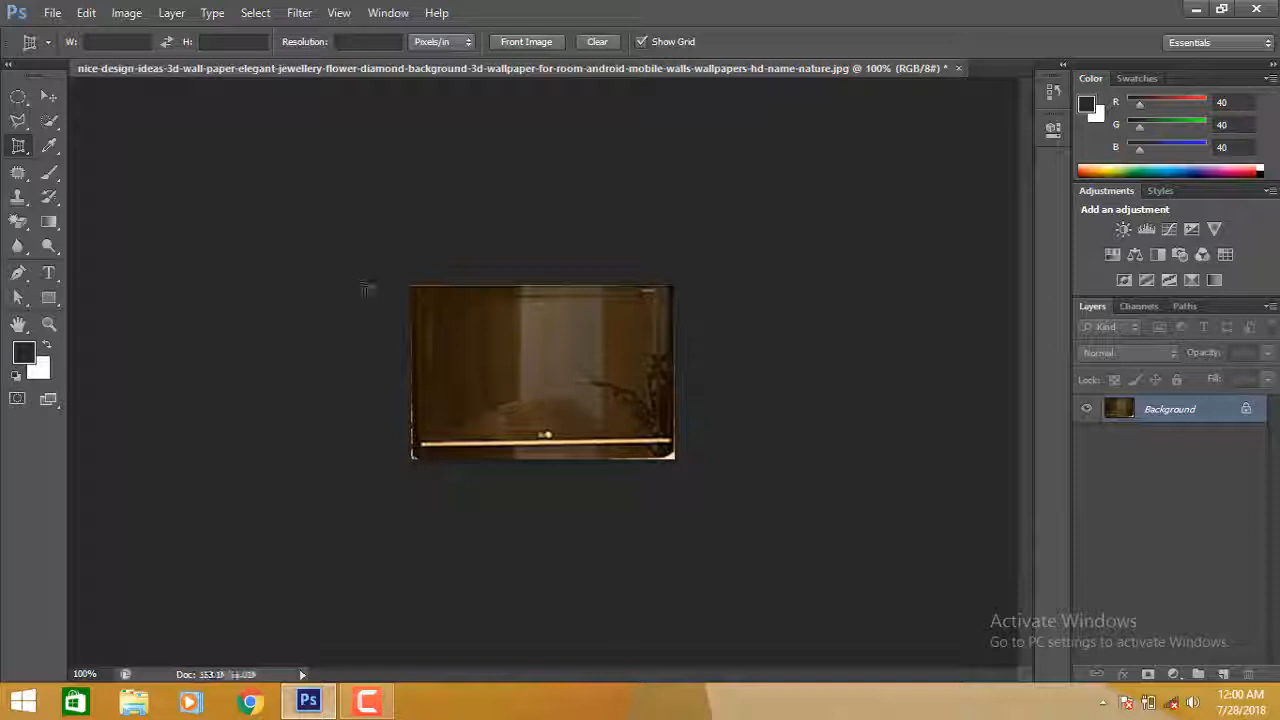 Ps File Edit Image Layer Type Select Filter View Window Help
W: H: Resolution: Pixels/in Front Image Clear Show Grid Essentials
nice-design-ideas-3d-wall-paper-elegant-jewellery-flower-diamond-background-3d-wallpaper-for-room-android-mobile-walls-wallpapers-hd-name-nature.jpg @ 100% (RGB/8#) *
Color Swatches
R 40
G 40
B 40
Adjustments Styles
Add an adjustment
Layers Channels Paths
Kind
Normal Opacity:
Lock: Fill:
Background
Activate Windows
Go to PC settings to activate Windows.
100% Doc:
Ps
12:00 AM
7/28/2018